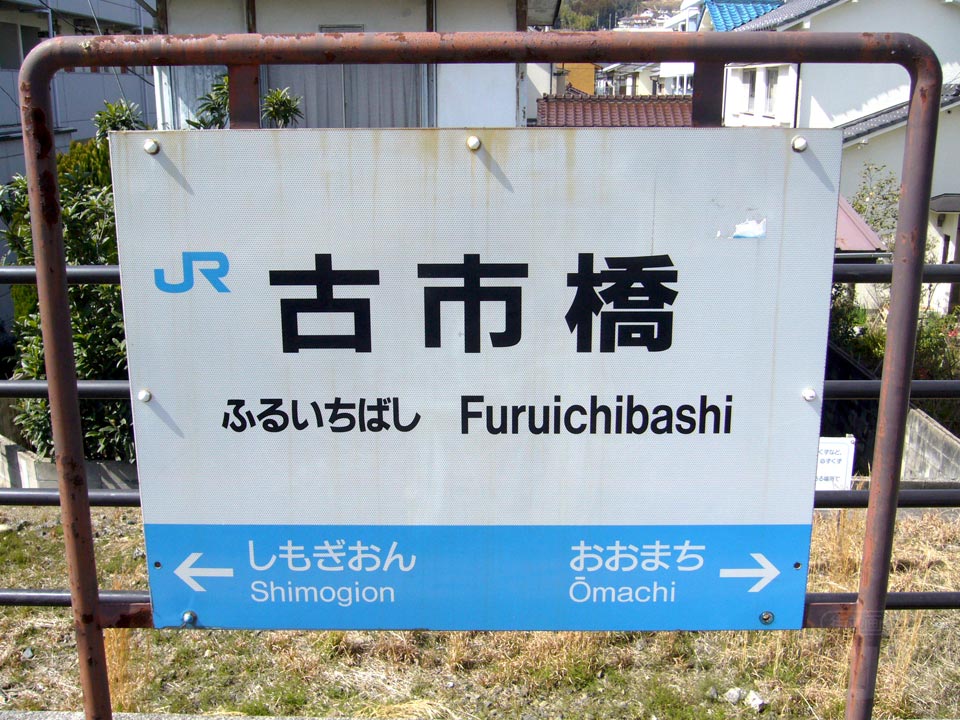 JR 古市橋
ふるいちばし Furuichibashi
しもぎおん おおまち
← Shimogion Ōmachi →